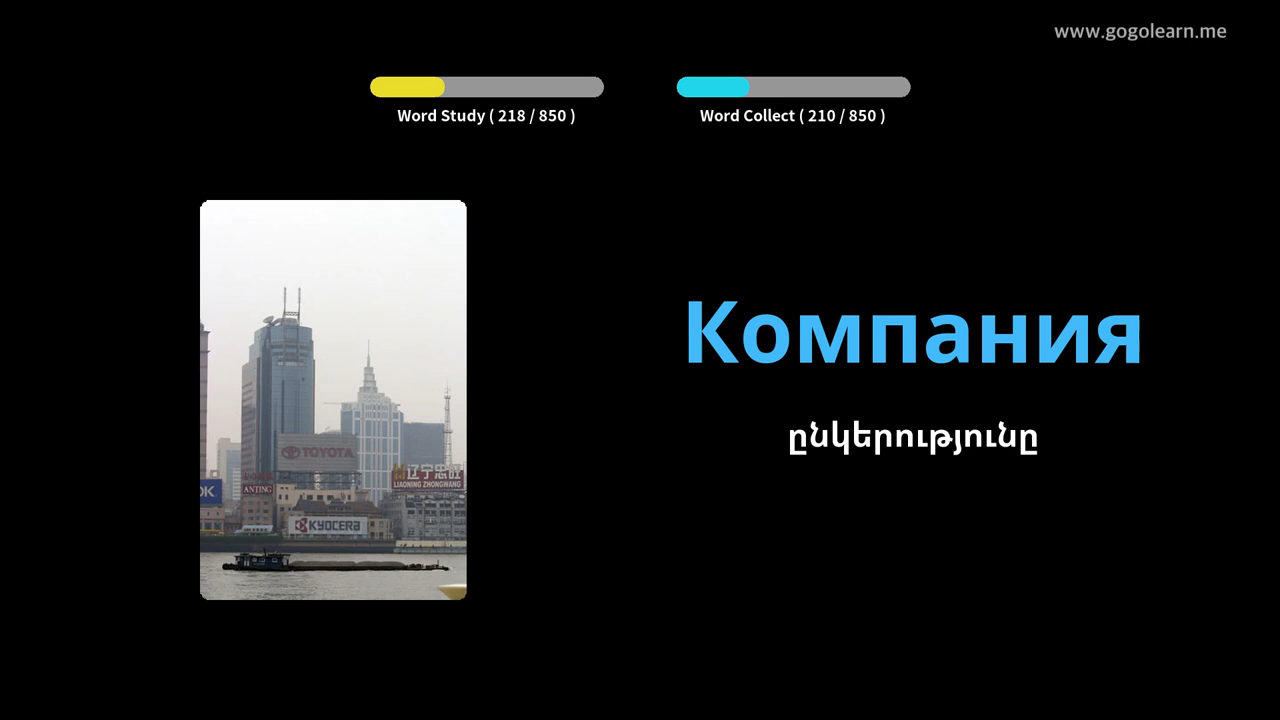 www.gogolearn.me
Word Study ( 218 / 850 )
Word Collect ( 210 / 850 )
Компания
ընկերությունը
TOYOTA
辽宁忠旺
LIAONING ZHONGWANG
OK
ANTING
KYOCERA